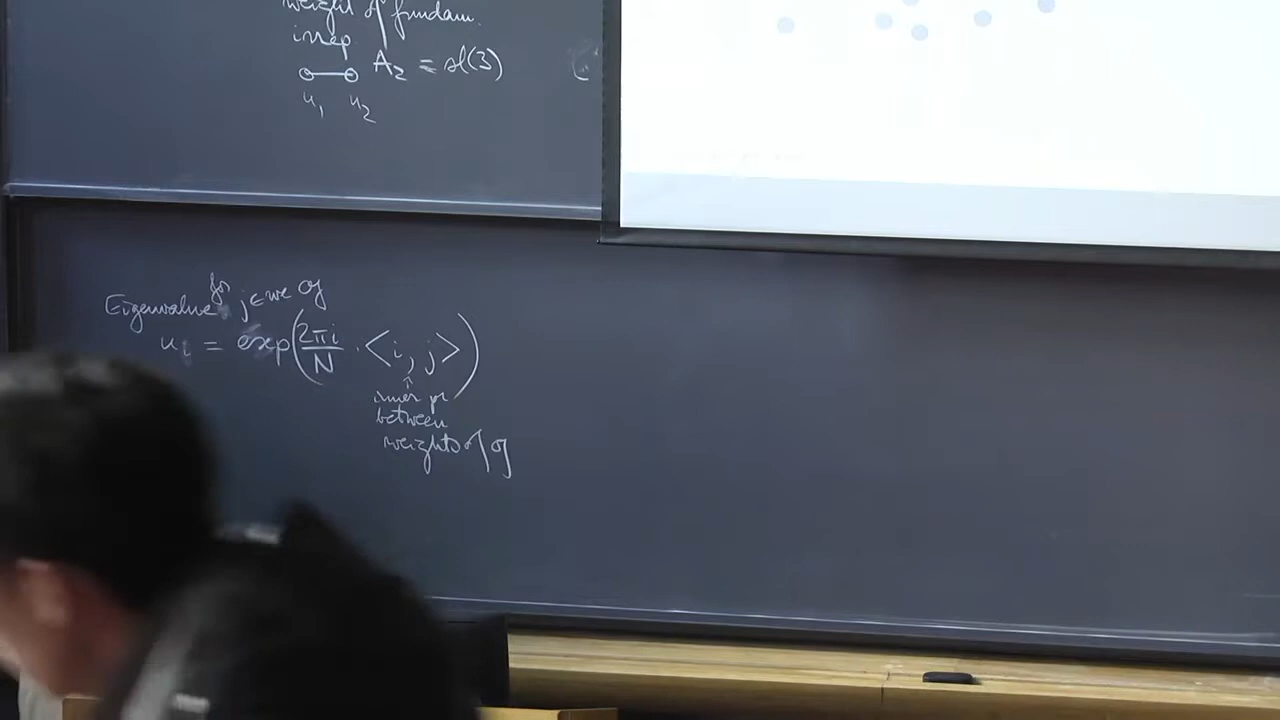 weight of fundam.
irrep
A₂ = sl(3)
u₁ u₂
for
Eigenvalue j ∈ we of
uᵢ = exp(2πi/N · <i, j>)
↑
inner pr
between
weights of g